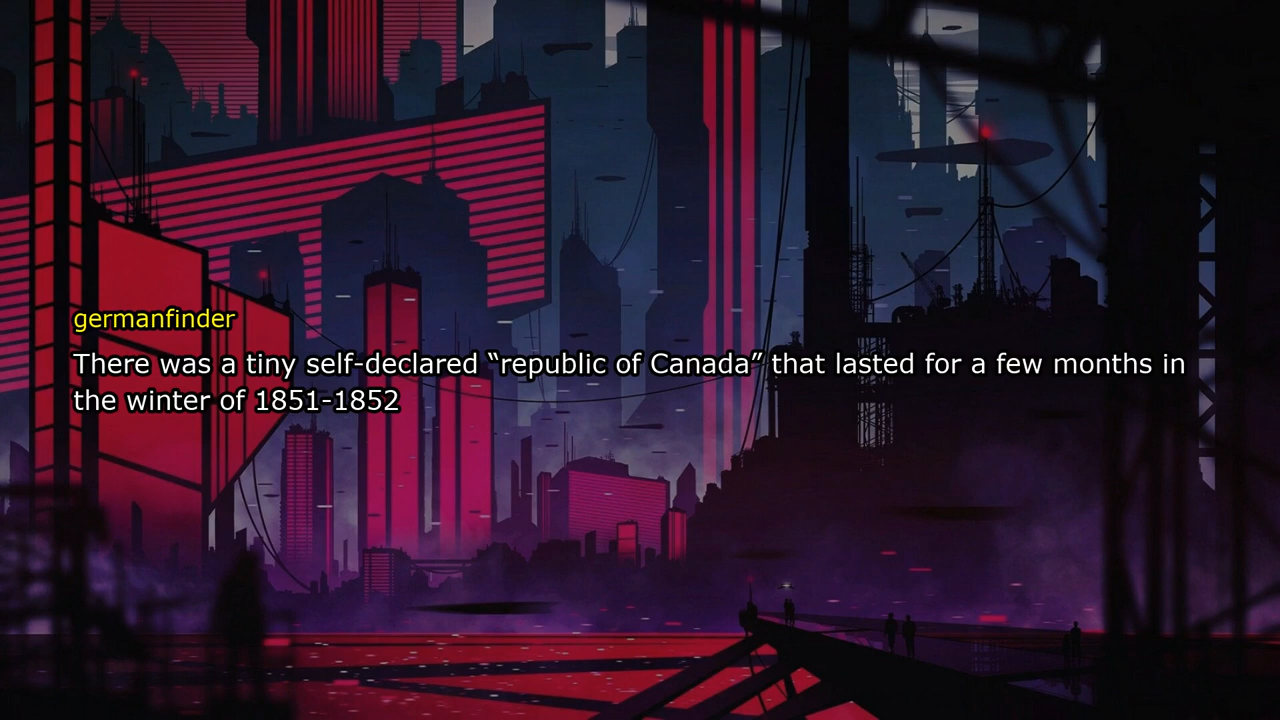 germanfinder
There was a tiny self-declared “republic of Canada” that lasted for a few months in
the winter of 1851-1852